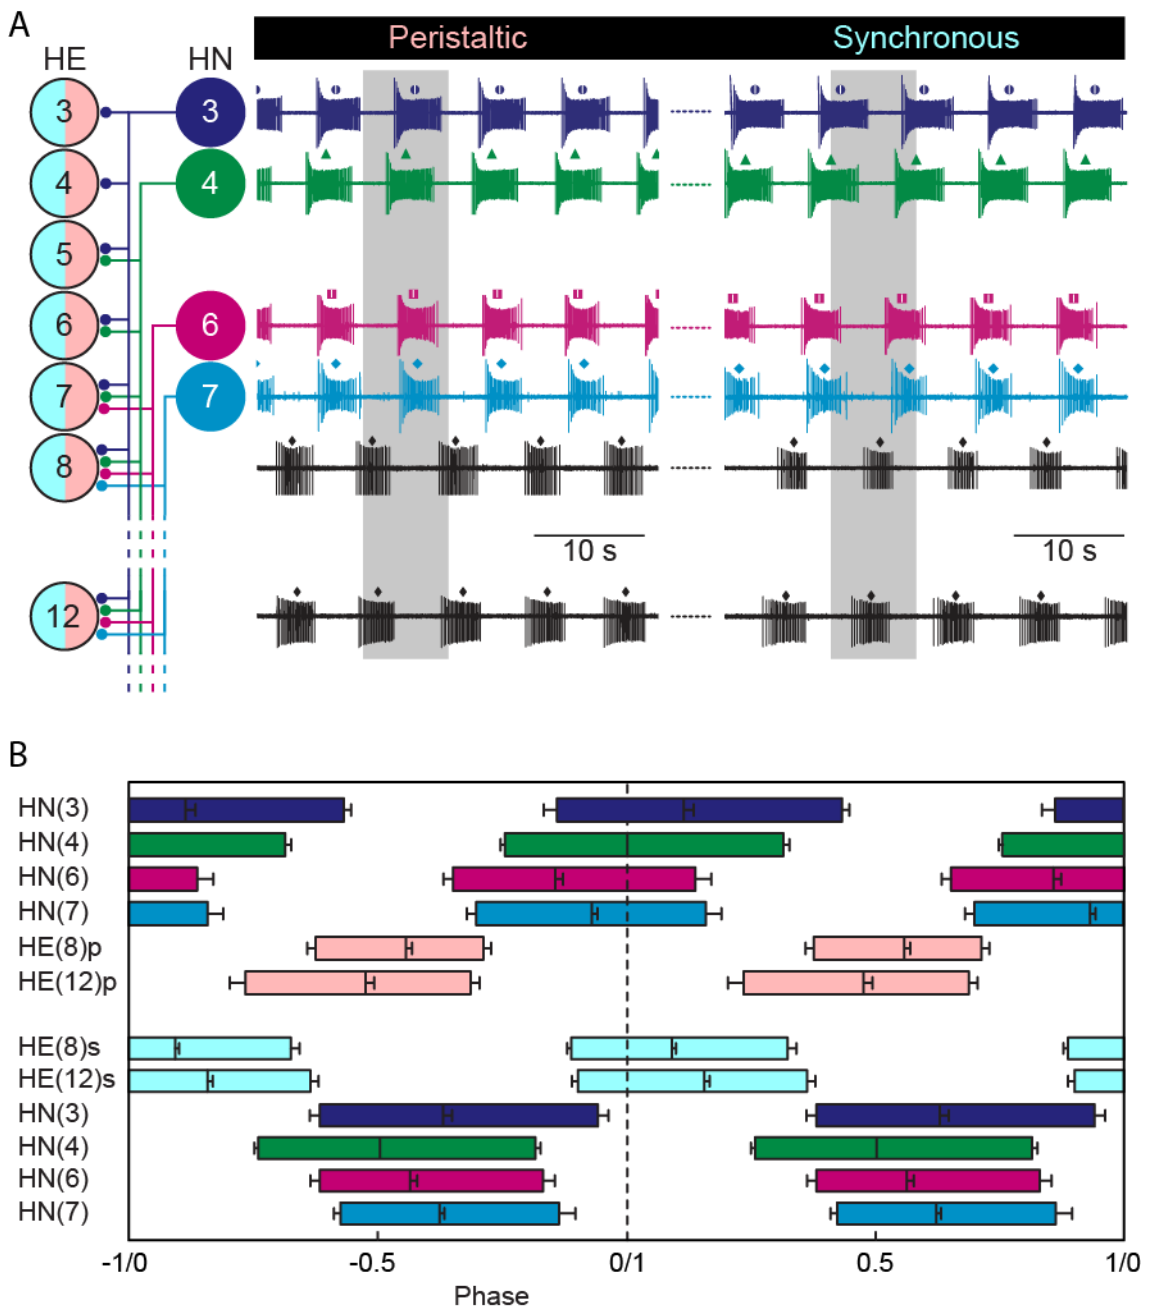 A
Peristaltic Synchronous
HE HN
3 3
4 4
5
6 6
7 7
8
10 s 10 s
12
B
HN(3)
HN(4)
HN(6)
HN(7)
HE(8)p
HE(12)p
HE(8)s
HE(12)s
HN(3)
HN(4)
HN(6)
HN(7)
-1/0 -0.5 0/1 0.5 1/0
Phase